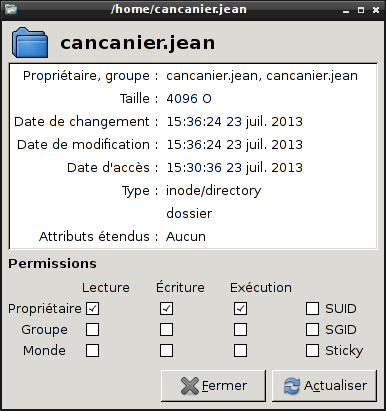 /home/cancanier.jean
cancanier.jean
Propriétaire, groupe : cancanier.jean, cancanier.jean
Taille : 4096 O
Date de changement : 15:36:24 23 juil. 2013
Date de modification : 15:36:24 23 juil. 2013
Date d'accès : 15:30:36 23 juil. 2013
Type : inode/directory
dossier
Attributs étendus : Aucun
Permissions
Lecture Écriture Exécution
Propriétaire SUID
Groupe SGID
Monde Sticky
Fermer Actualiser